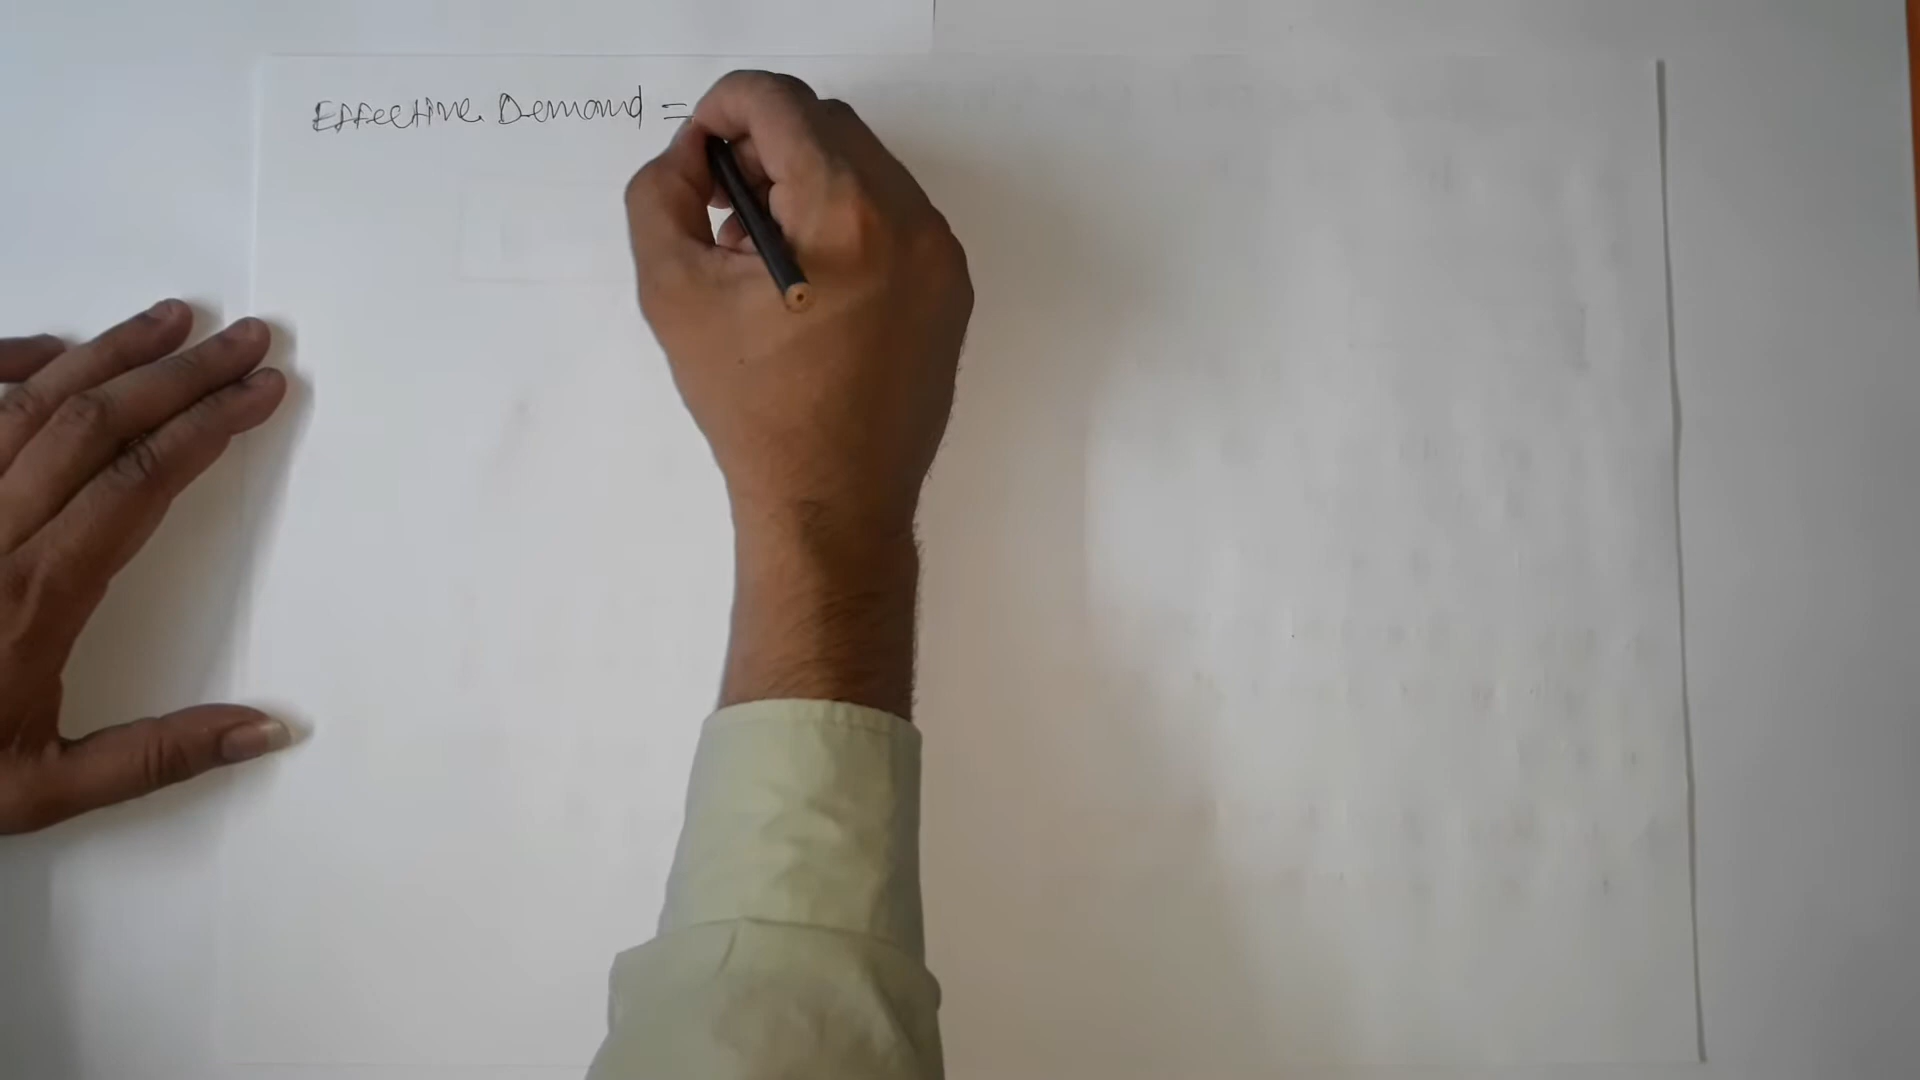 Effective Demand =